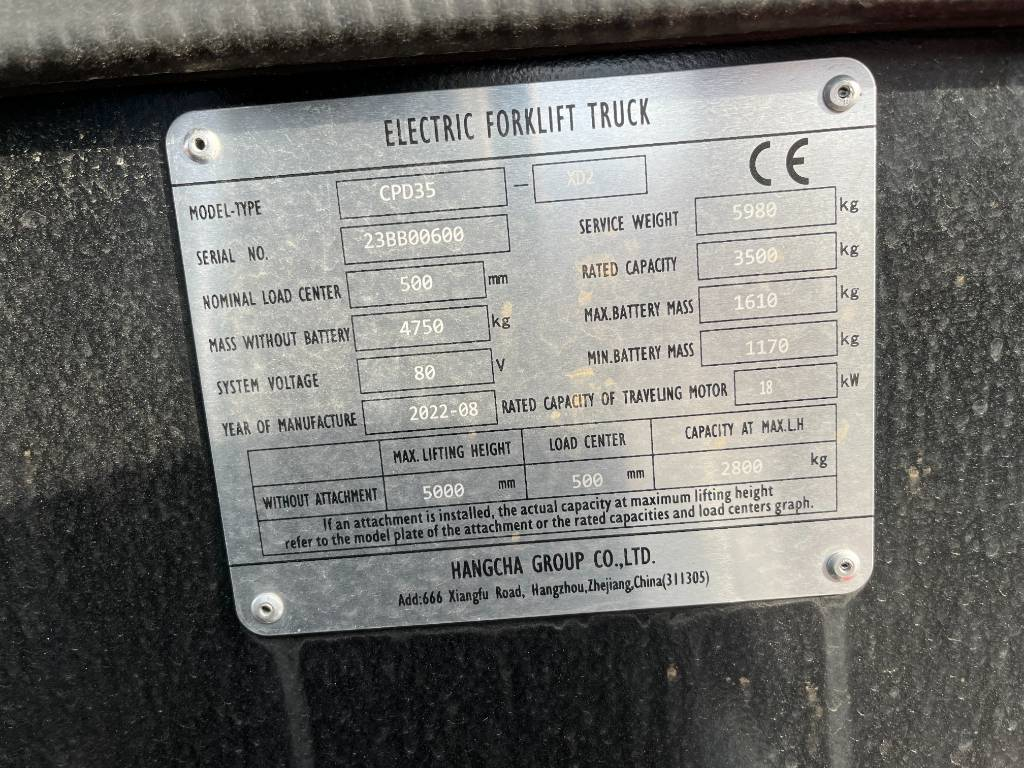 ELECTRIC FORKLIFT TRUCK
CE
MODEL-TYPE CPD35 - XD2
SERVICE WEIGHT 5980 kg
SERIAL NO. 23BB00600
RATED CAPACITY 3500 kg
NOMINAL LOAD CENTER 500 mm
MAX.BATTERY MASS 1610 kg
MASS WITHOUT BATTERY 4750 kg
MIN.BATTERY MASS 1170 kg
SYSTEM VOLTAGE 80 V
RATED CAPACITY OF TRAVELING MOTOR 18 kW
YEAR OF MANUFACTURE 2022-08
MAX. LIFTING HEIGHT LOAD CENTER CAPACITY AT MAX.L.H
WITHOUT ATTACHMENT 5000 mm 500 mm 2800 kg
If an attachment is installed, the actual capacity at maximum lifting height
refer to the model plate of the attachment or the rated capacities and load centers graph.
HANGCHA GROUP CO.,LTD.
Add:666 Xiangfu Road, Hangzhou,Zhejiang,China(311305)